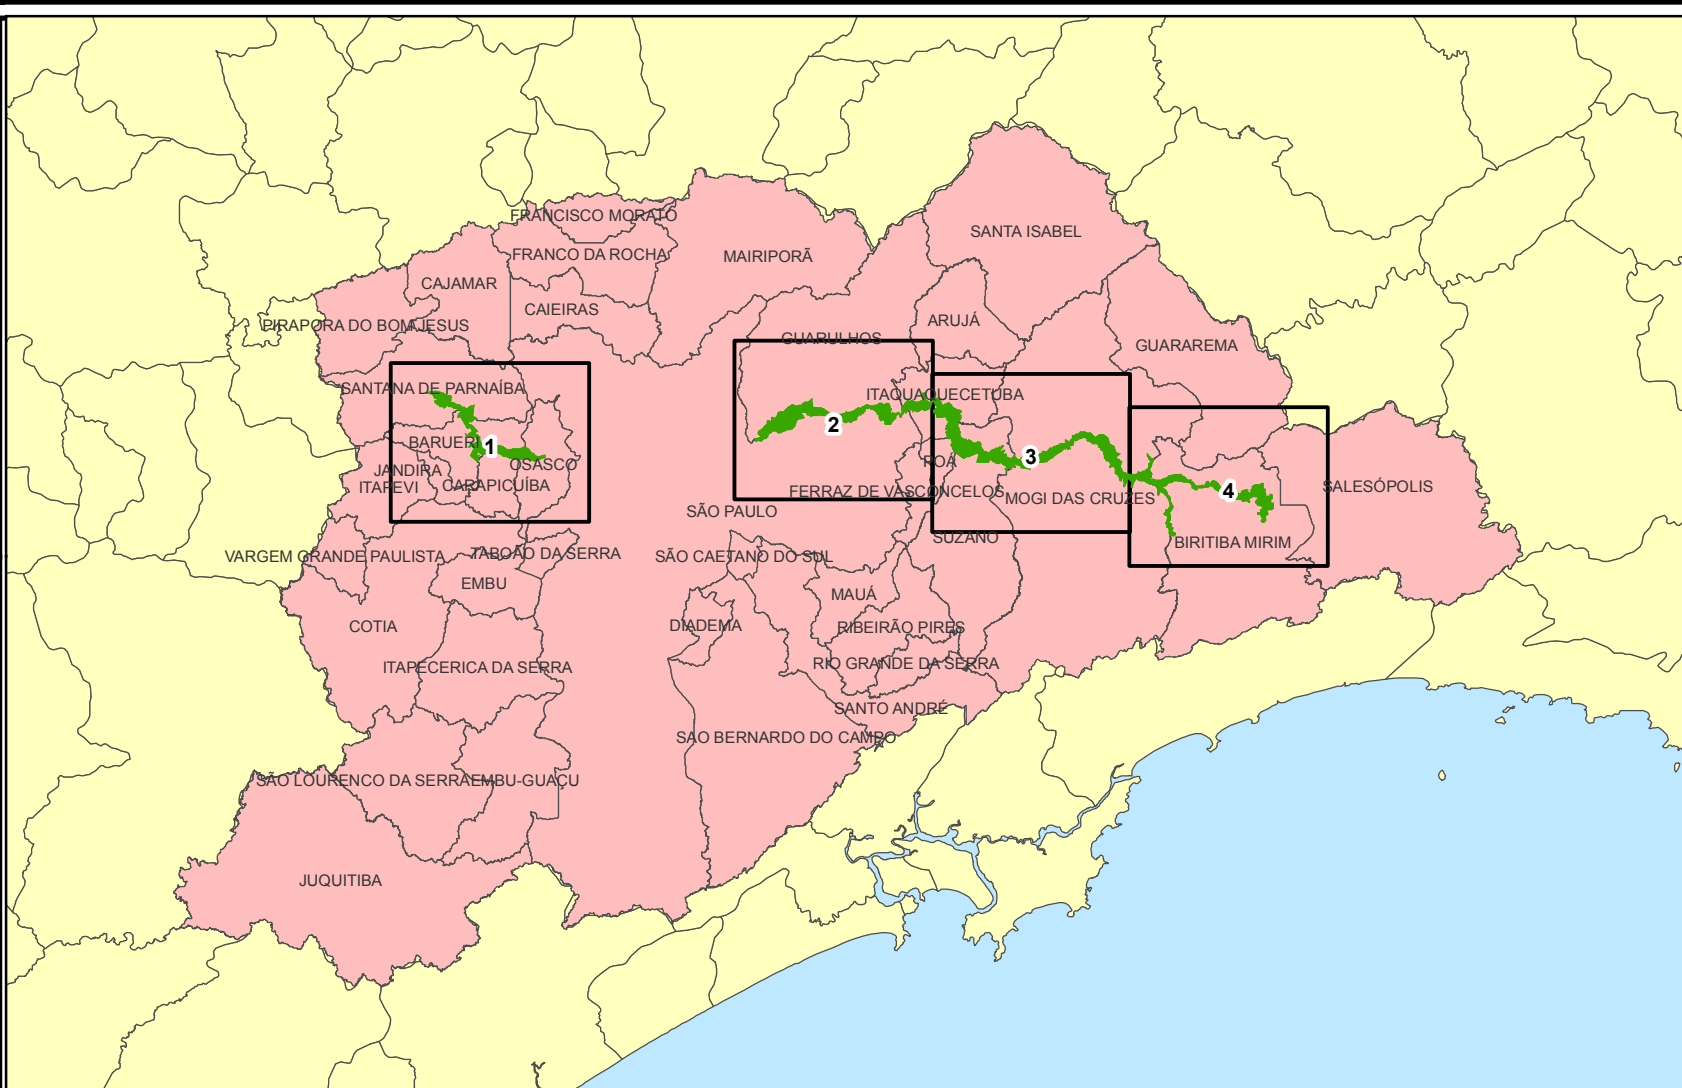 FRANCISCO MORATO
SANTA ISABEL
FRANCO DA ROCHA
MAIRIPORÃ
CAJAMAR
CAIEIRAS
ARUJÁ
PIRAPORA DO BOM JESUS
GUARULHOS
GUARAREMA
SANTANA DE PARNAÍBA
ITAQUAQUECETUBA
2
BARUERI
1
3
POÁ
OSASCO
JANDIRA
ITAPEVI
CARAPICUÍBA
FERRAZ DE VASCONCELOS
MOGI DAS CRUZES
4
SALESÓPOLIS
SÃO PAULO
SUZANO
BIRITIBA MIRIM
VARGEM GRANDE PAULISTA
TABOÃO DA SERRA
SÃO CAETANO DO SUL
EMBU
MAUÁ
COTIA
DIADEMA
RIBEIRÃO PIRES
ITAPECERICA DA SERRA
RIO GRANDE DA SERRA
SANTO ANDRÉ
SÃO BERNARDO DO CAMPO
SÃO LOURENCO DA SERRA
EMBU-GUAÇU
JUQUITIBA